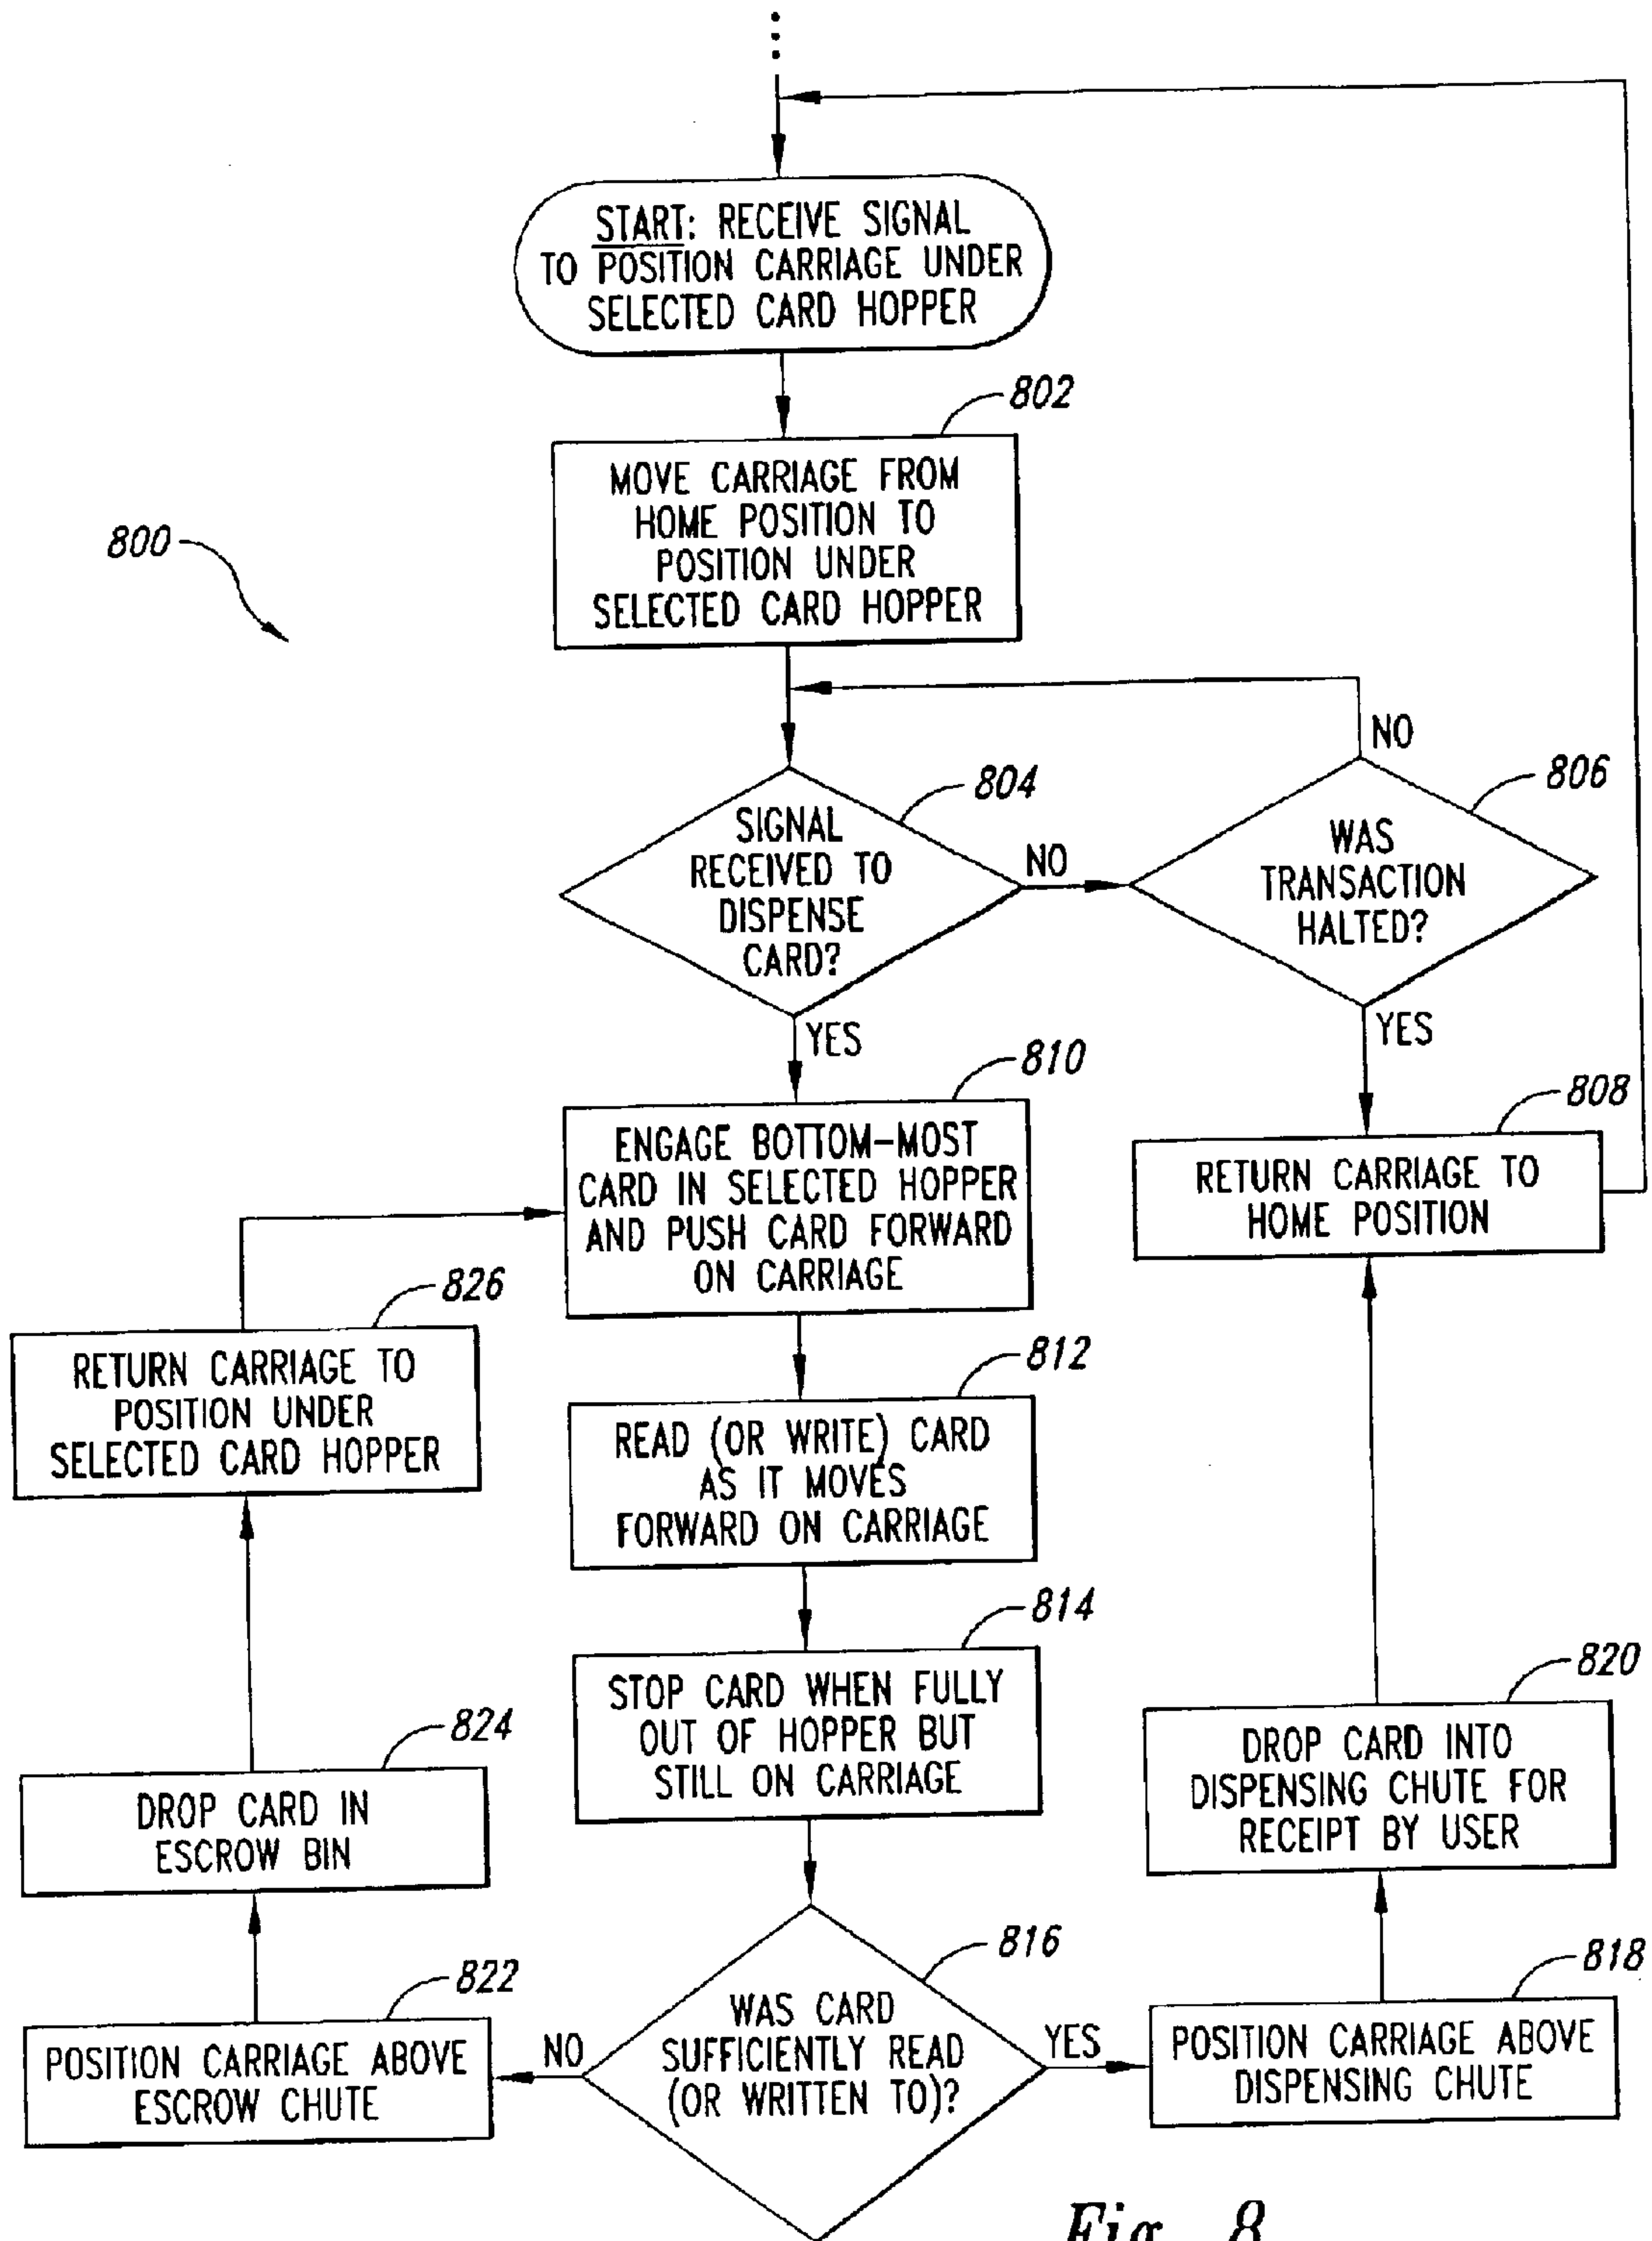 START: RECEIVE SIGNAL
TO POSITION CARRIAGE UNDER
SELECTED CARD HOPPER
802
MOVE CARRIAGE FROM
HOME POSITION TO
POSITION UNDER
SELECTED CARD HOPPER
800
NO
806
804
SIGNAL
RECEIVED TO
DISPENSE
CARD?
NO
WAS
TRANSACTION
HALTED?
YES
YES
810
808
ENGAGE BOTTOM-MOST
CARD IN SELECTED HOPPER
AND PUSH CARD FORWARD
ON CARRIAGE
RETURN CARRIAGE TO
HOME POSITION
826
RETURN CARRIAGE TO
POSITION UNDER
SELECTED CARD HOPPER
812
READ (OR WRITE) CARD
AS IT MOVES
FORWARD ON CARRIAGE
814
STOP CARD WHEN FULLY
OUT OF HOPPER BUT
STILL ON CARRIAGE
820
DROP CARD INTO
DISPENSING CHUTE FOR
RECEIPT BY USER
824
DROP CARD IN
ESCROW BIN
816
WAS CARD
SUFFICIENTLY READ
(OR WRITTEN TO)?
822
NO
POSITION CARRIAGE ABOVE
ESCROW CHUTE
YES
818
POSITION CARRIAGE ABOVE
DISPENSING CHUTE
Fig. 8